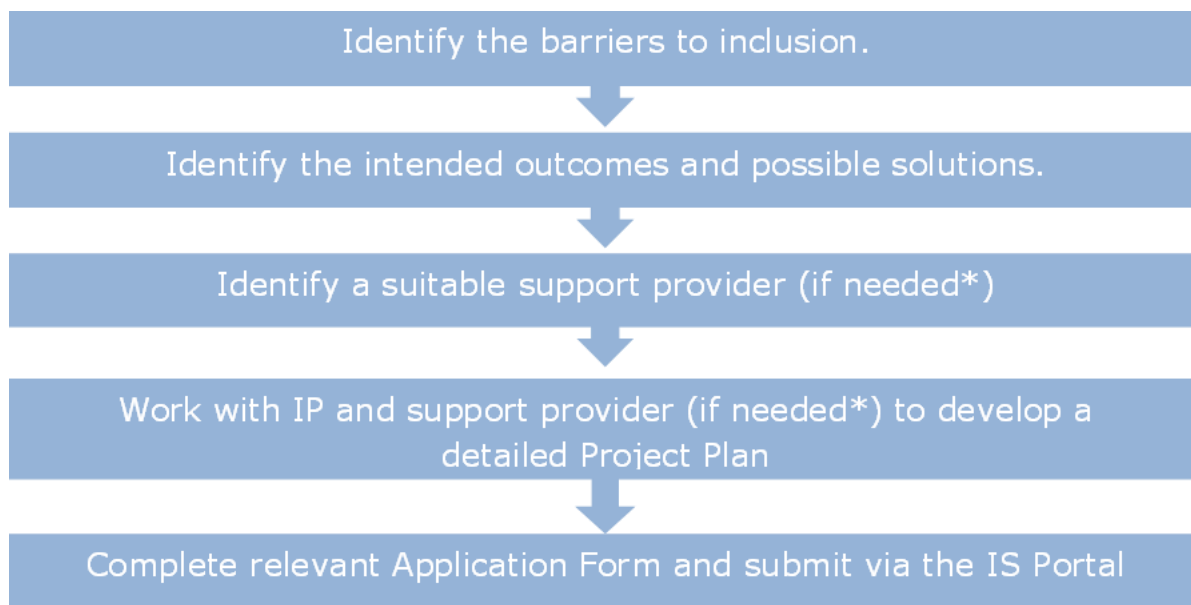 Identify the barriers to inclusion.
Identify the intended outcomes and possible solutions.
Identify a suitable support provider (if needed*)
Work with IP and support provider (if needed*) to develop a
detailed Project Plan
Complete relevant Application Form and submit via the IS Portal